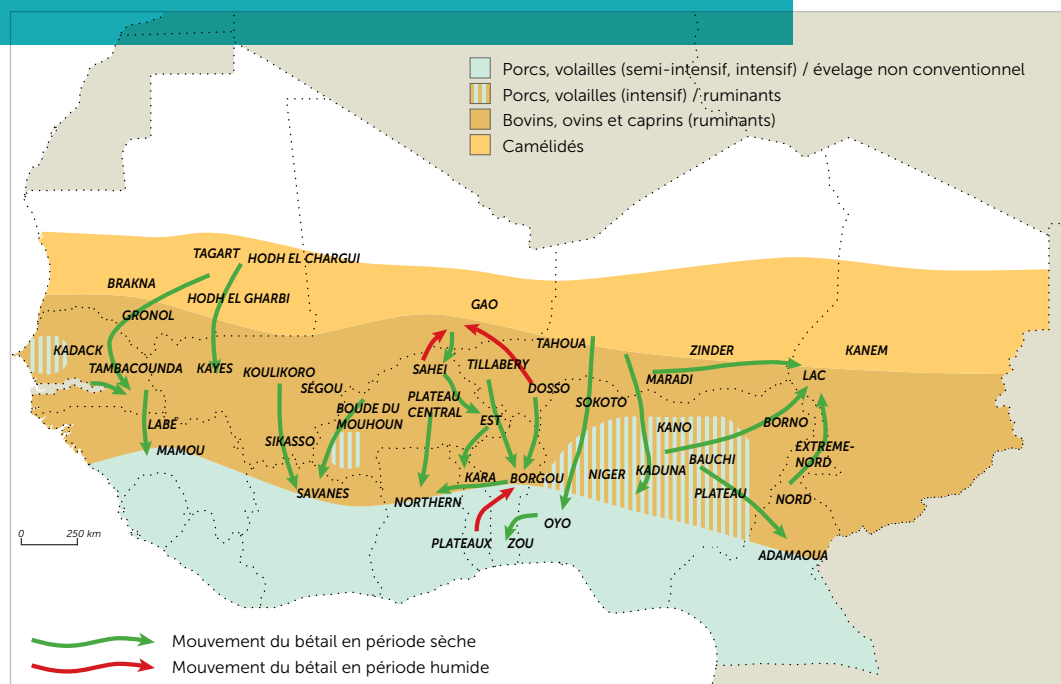 Porcs, volailles (semi-intensif, intensif) / évelage non conventionnel
Porcs, volailles (intensif) / ruminants
Bovins, ovins et caprins (ruminants)
Camélidés
TAGART
HODH EL CHARGUI
BRAKNA
HODH EL GHARBI
GRONOL
GAO
KADACK
TAHOUA
ZINDER
KANEM
TAMBACOUNDA
KAYES
KOULIKORO
SAHEI
TILLABERY
MARADI
LAC
SÉGOU
DOSSO
PLATEAU
CENTRAL
SOKOTO
BOUDE DU
MOUHOUN
LABÉ
EST
KANO
BORNO
MAMOU
SIKASSO
BAUCHI
EXTREME-
NORD
KARA
BORGOU
NIGER
KADUNA
SAVANES
NORTHERN
PLATEAU
NORD
OYO
PLATEAUX
ZOU
ADAMAOUA
0
250 km
Mouvement du bétail en période sèche
Mouvement du bétail en période humide